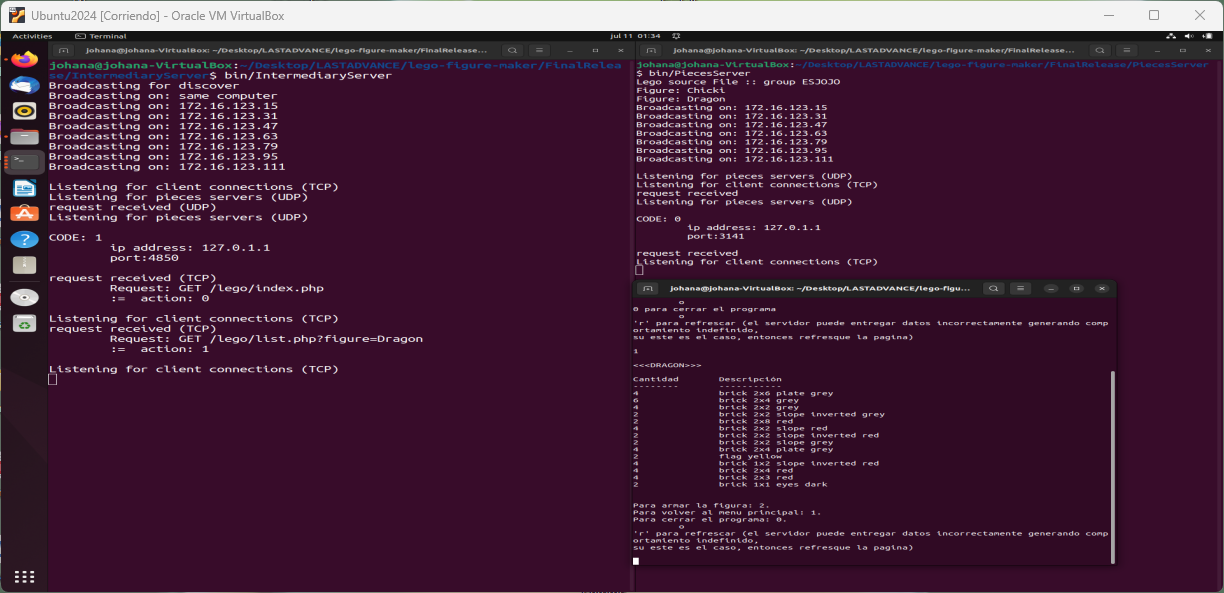 Ubuntu2024 [Corriendo] - Oracle VM VirtualBox
Activities
Terminal
jul 11 01:34
johana@johana-VirtualBox: ~/Desktop/LASTADVANCE/lego-figure-maker/FinalRelease...
johana@johana-VirtualBox:~/Desktop/LASTADVANCE/lego-figure-maker/FinalRelea
se/IntermediaryServer$ bin/IntermediaryServer
Broadcasting for discover
Broadcasting on: same computer
Broadcasting on: 172.16.123.15
Broadcasting on: 172.16.123.31
Broadcasting on: 172.16.123.47
Broadcasting on: 172.16.123.63
Broadcasting on: 172.16.123.79
Broadcasting on: 172.16.123.95
Broadcasting on: 172.16.123.111
Listening for client connections (TCP)
Listening for pieces servers (UDP)
request received (UDP)
Listening for pieces servers (UDP)
CODE: 1
ip address: 127.0.1.1
port:4850
request received (TCP)
Request: GET /lego/index.php
:= action: 0
Listening for client connections (TCP)
request received (TCP)
Request: GET /lego/list.php?figure=Dragon
:= action: 1
Listening for client connections (TCP)
johana@johana-VirtualBox: ~/Desktop/LASTADVANCE/lego-figure-maker/FinalRelease...
johana@johana-VirtualBox:~/Desktop/LASTADVANCE/lego-figure-maker/FinalRelease/PiecesServer
$ bin/PiecesServer
Lego source File :: group ESJOJO
Figure: Chicki
Figure: Dragon
Broadcasting on: 172.16.123.15
Broadcasting on: 172.16.123.31
Broadcasting on: 172.16.123.47
Broadcasting on: 172.16.123.63
Broadcasting on: 172.16.123.79
Broadcasting on: 172.16.123.95
Broadcasting on: 172.16.123.111
Listening for pieces servers (UDP)
Listening for client connections (TCP)
request received
Listening for pieces servers (UDP)
CODE: 0
ip address: 127.0.1.1
port:3141
request received
Listening for client connections (TCP)
johana@johana-VirtualBox: ~/Desktop/LASTADVANCE/lego-figu...
o
0 para cerrar el programa
o
'r' para refrescar (el servidor puede entregar datos incorrectamente generando comp
ortamiento indefinido,
su este es el caso, entonces refresque la pagina)
1
<<<DRAGON>>>
Cantidad Descripción
-------- -----------
4 brick 2x6 plate grey
6 brick 2x4 grey
4 brick 2x2 grey
2 brick 2x2 slope inverted grey
2 brick 2x8 red
4 brick 2x2 slope red
2 brick 2x2 slope inverted red
2 brick 2x2 slope grey
4 brick 2x4 plate grey
2 flag yellow
4 brick 1x2 slope inverted red
4 brick 2x4 red
4 brick 2x3 red
2 brick 1x1 eyes dark
Para armar la figura: 2.
Para volver al menu principal: 1.
Para cerrar el programa: 0.
o
'r' para refrescar (el servidor puede entregar datos incorrectamente generando comp
ortamiento indefinido,
su este es el caso, entonces refresque la pagina)